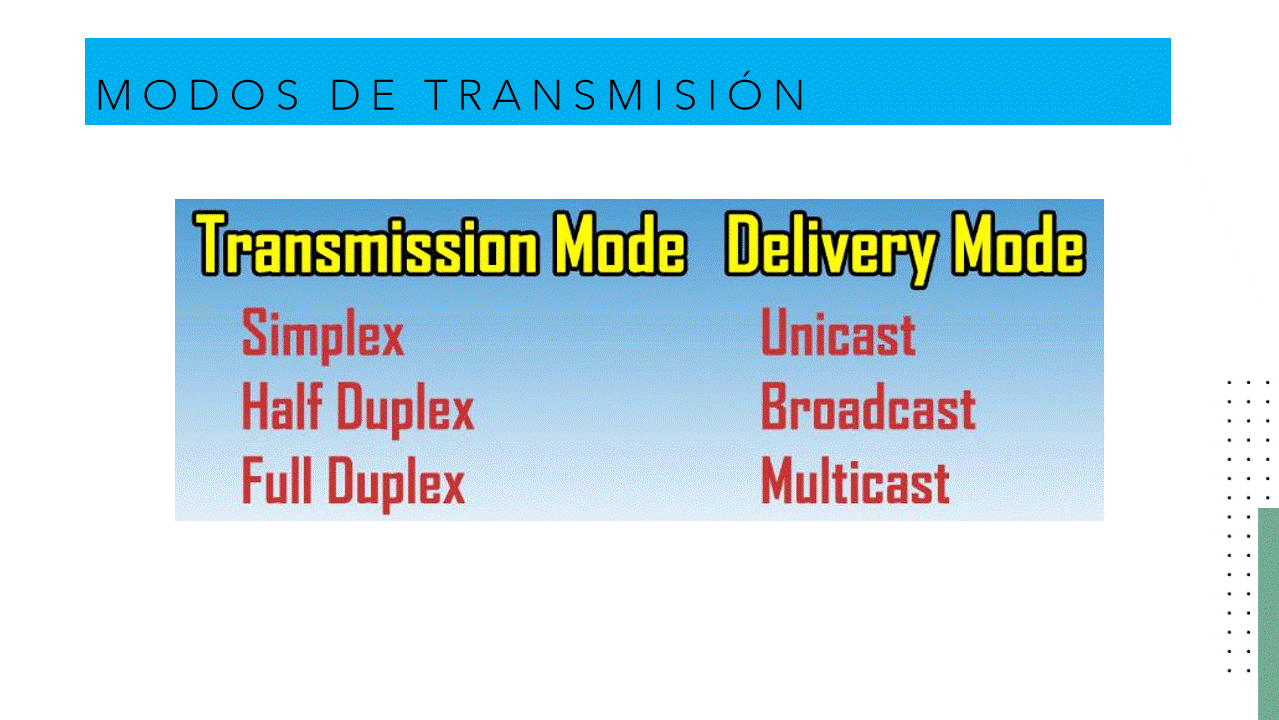 MODOS DE TRANSMISIÓN
Transmission Mode
Simplex
Half Duplex
Full Duplex
Delivery Mode
Unicast
Broadcast
Multicast